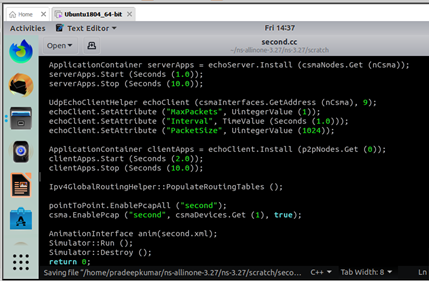 Home
Ubuntu1804_64-bit
Activities
Text Editor
Fri 14:37
Open
second.cc
~/ns-allinone-3.27/ns-3.27/scratch
ApplicationContainer serverApps = echoServer.Install (csmaNodes.Get (nCsma));
serverApps.Start (Seconds (1.0));
serverApps.Stop (Seconds (10.0));
UdpEchoClientHelper echoClient (csmaInterfaces.GetAddress (nCsma), 9);
echoClient.SetAttribute ("MaxPackets", UintegerValue (1));
echoClient.SetAttribute ("Interval", TimeValue (Seconds (1.0)));
echoClient.SetAttribute ("PacketSize", UintegerValue (1024));
ApplicationContainer clientApps = echoClient.Install (p2pNodes.Get (0));
clientApps.Start (Seconds (2.0));
clientApps.Stop (Seconds (10.0));
Ipv4GlobalRoutingHelper::PopulateRoutingTables ();
pointToPoint.EnablePcapAll ("second");
csma.EnablePcap ("second", csmaDevices.Get (1), true);
AnimationInterface anim(second.xml);
Simulator::Run ();
Simulator::Destroy ();
return 0;
Saving file "/home/pradeepkumar/ns-allinone-3.27/ns-3.27/scratch/seco...
C++
Tab Width: 8
Ln